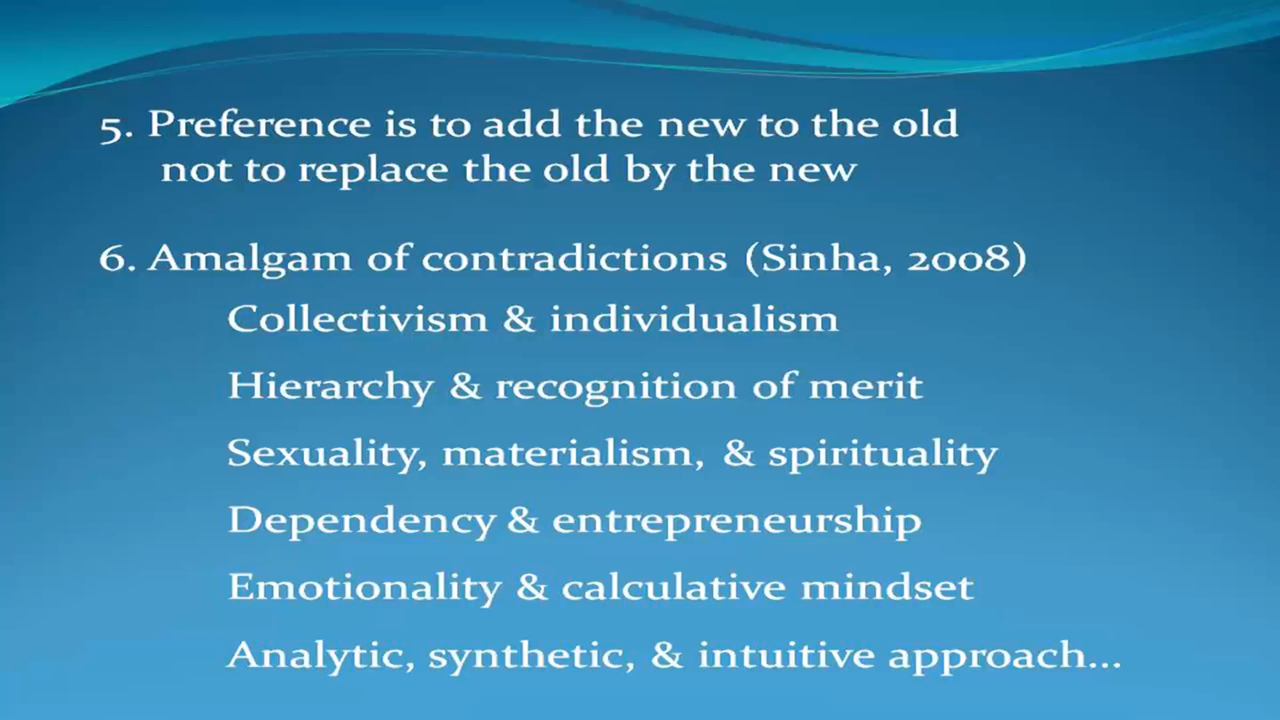 5. Preference is to add the new to the old
not to replace the old by the new
6. Amalgam of contradictions (Sinha, 2008)
Collectivism & individualism
Hierarchy & recognition of merit
Sexuality, materialism, & spirituality
Dependency & entrepreneurship
Emotionality & calculative mindset
Analytic, synthetic, & intuitive approach...